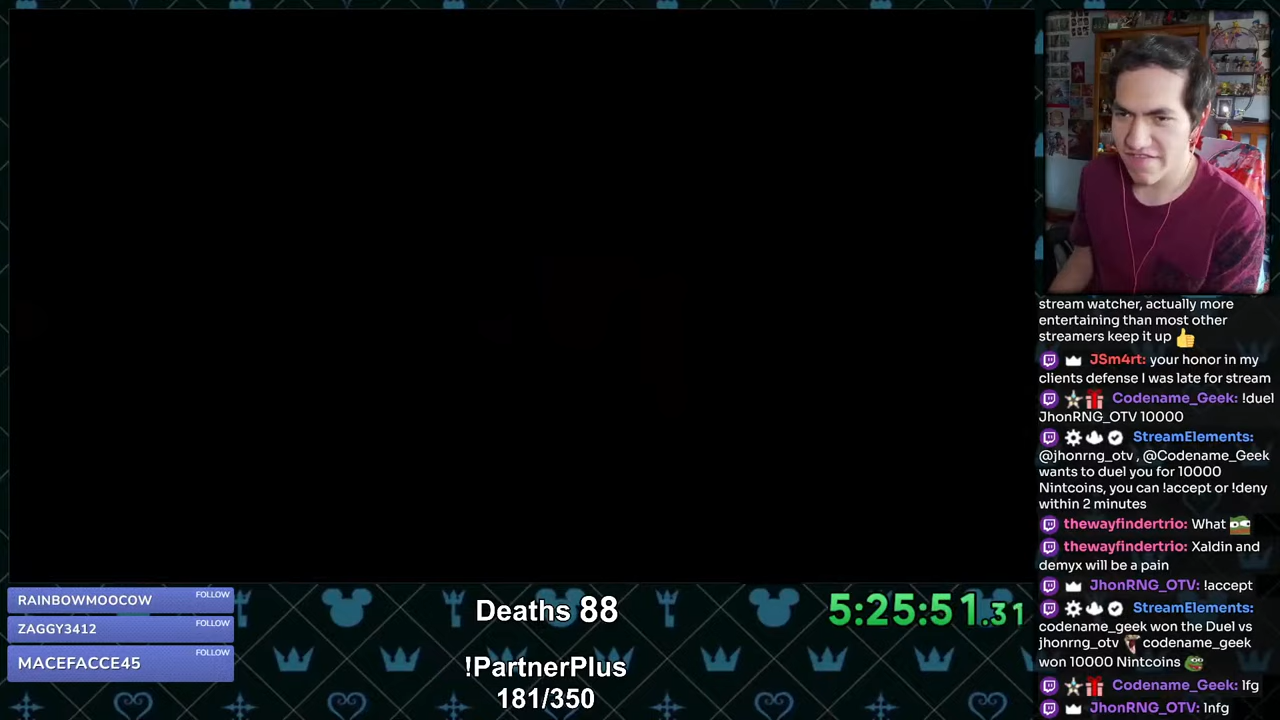 stream watcher, actually more
entertaining than most other
streamers keep it up
JSm4rt: your honor in my
clients defense I was late for stream
Codename_Geek: !duel
JhonRNG_OTV 10000
StreamElements:
@jhonrng_otv , @Codename_Geek
wants to duel you for 10000
Nintcoins, you can !accept or !deny
within 2 minutes
thewayfindertrio: What
thewayfindertrio: Xaldin and
demyx will be a pain
JhonRNG_OTV: !accept
StreamElements:
codename_geek won the Duel vs
jhonrng_otv codename_geek
won 10000 Nintcoins
Codename_Geek: lfg
JhonRNG_OTV: lnfg
RAINBOWMOOCOW FOLLOW
ZAGGY3412 FOLLOW
MACEFACCE45 FOLLOW
Deaths 88
!PartnerPlus
181/350
5:25:51.31